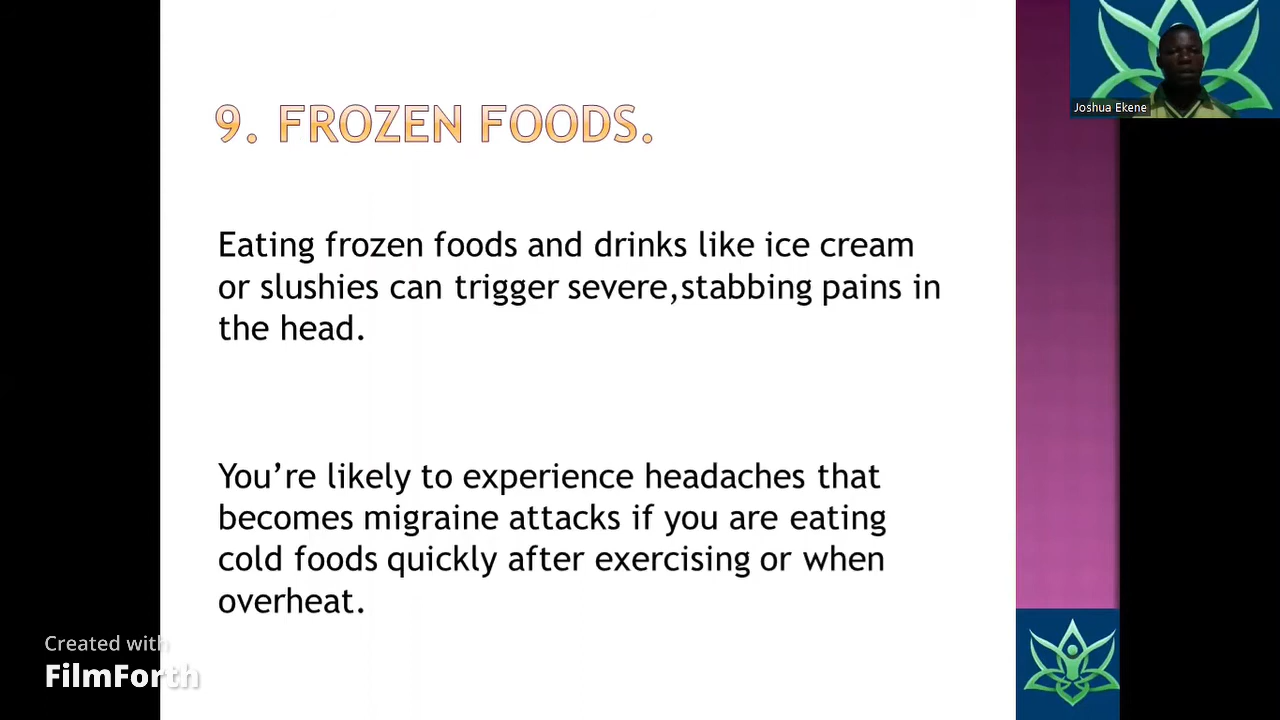 Joshua Ekene
9. FROZEN FOODS.
Eating frozen foods and drinks like ice cream
or slushies can trigger severe,stabbing pains in
the head.
You’re likely to experience headaches that
becomes migraine attacks if you are eating
cold foods quickly after exercising or when
overheat.
Created with
FilmForth